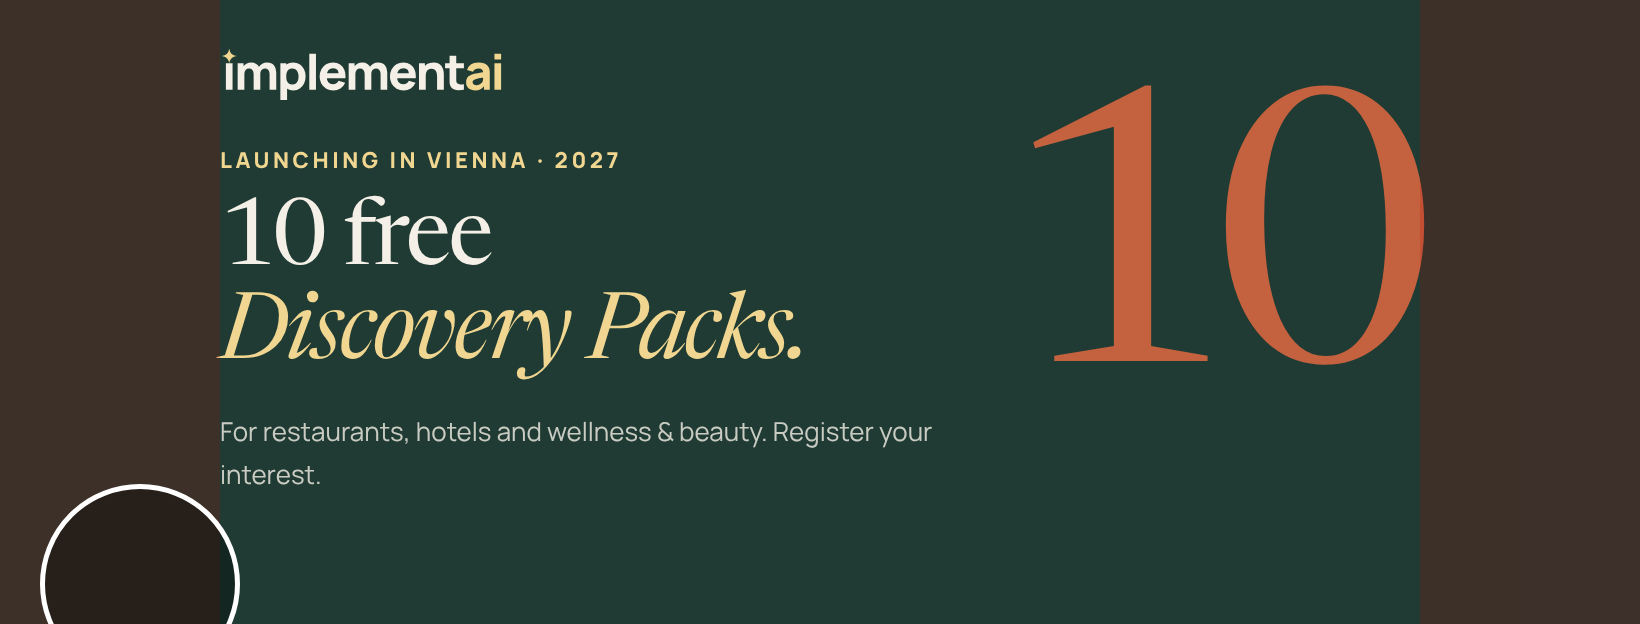 implementai
LAUNCHING IN VIENNA · 2027
10 free
Discovery Packs.
For restaurants, hotels and wellness & beauty. Register your
interest.
10